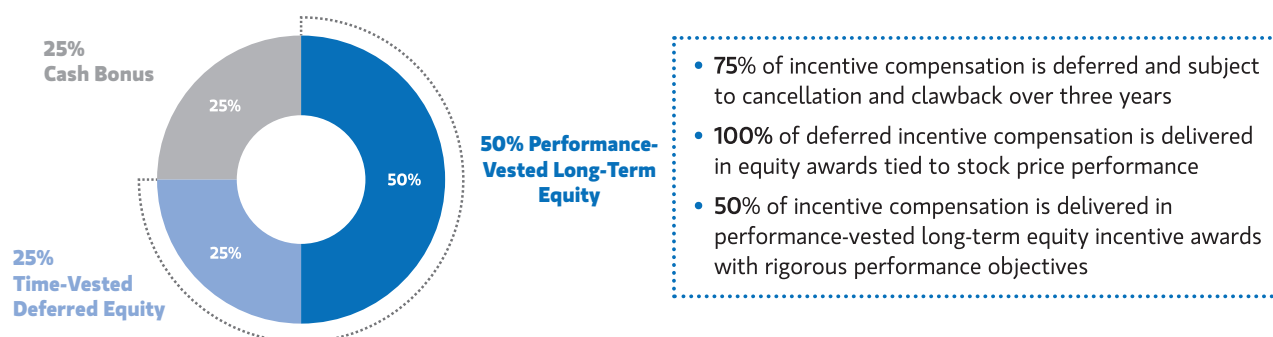 25%
Cash Bonus
25%
50%
25%
50% Performance-
Vested Long-Term
Equity
25%
Time-Vested
Deferred Equity
• 75% of incentive compensation is deferred and subject
to cancellation and clawback over three years
• 100% of deferred incentive compensation is delivered
in equity awards tied to stock price performance
• 50% of incentive compensation is delivered in
performance-vested long-term equity incentive awards
with rigorous performance objectives